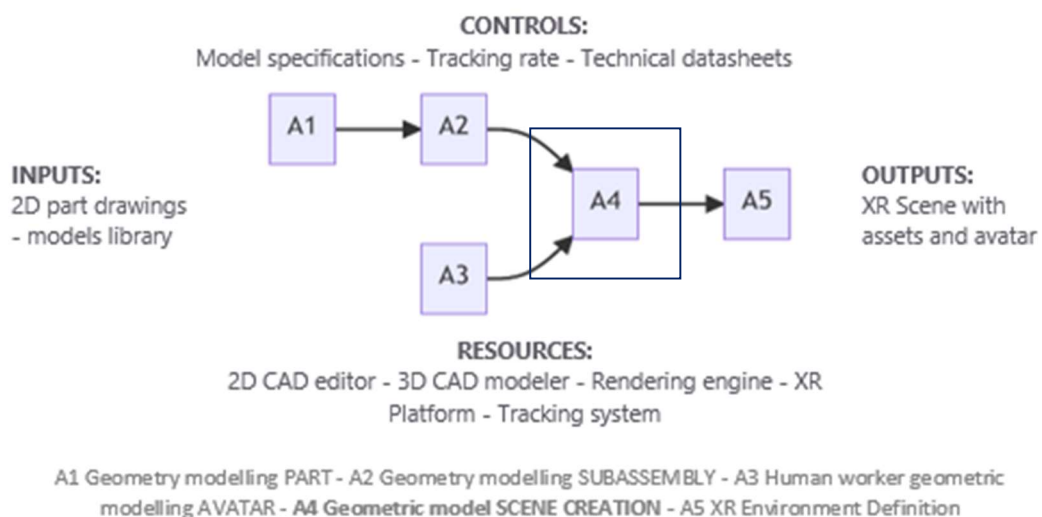 CONTROLS:
Model specifications - Tracking rate - Technical datasheets
A1
A2
INPUTS:
2D part drawings
- models library
A4
A5
OUTPUTS:
XR Scene with
assets and avatar
A3
RESOURCES:
2D CAD editor - 3D CAD modeler - Rendering engine - XR
Platform - Tracking system
A1 Geometry modelling PART - A2 Geometry modelling SUBASSEMBLY - A3 Human worker geometric
modelling AVATAR - A4 Geometric model SCENE CREATION - A5 XR Environment Definition